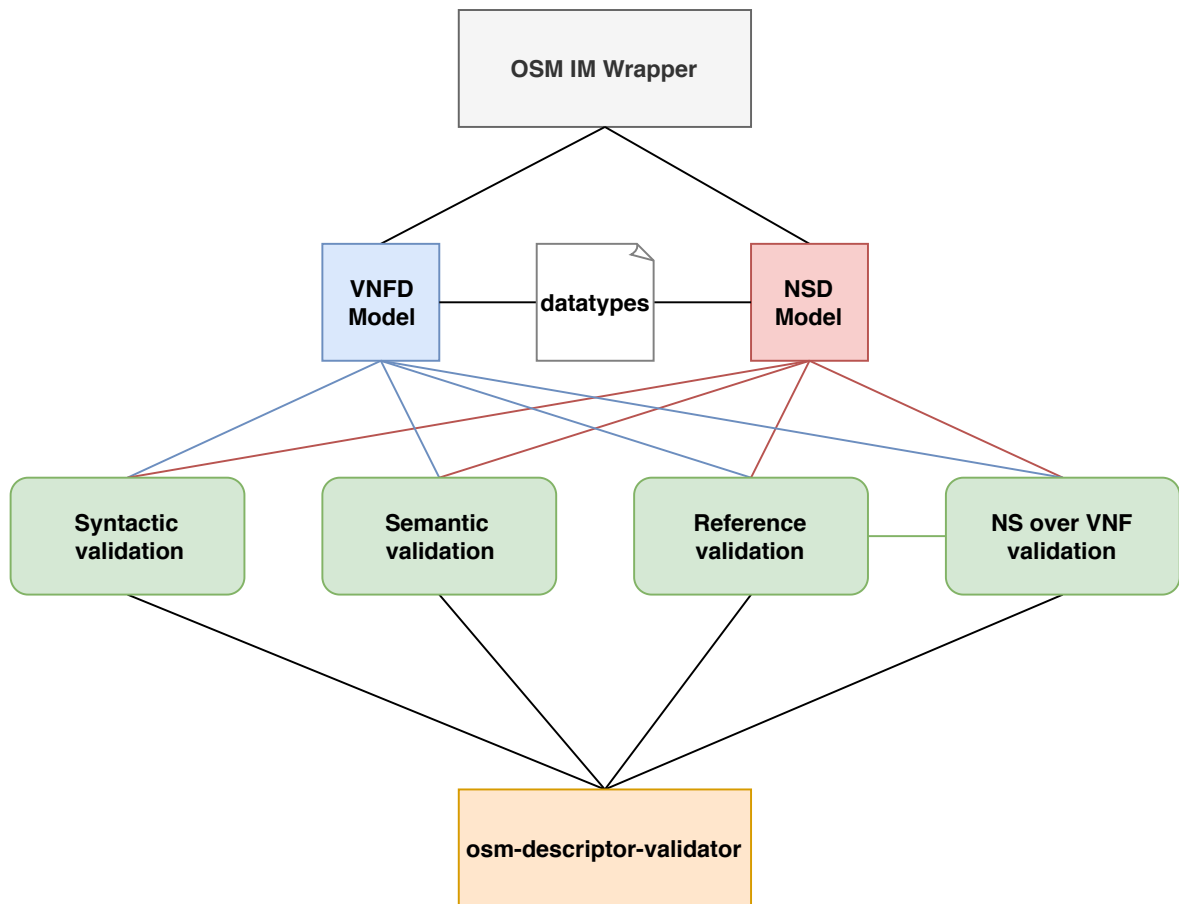 OSM IM Wrapper
VNFD
Model
datatypes
NSD
Model
Syntactic
validation
Semantic
validation
Reference
validation
NS over VNF
validation
osm-descriptor-validator